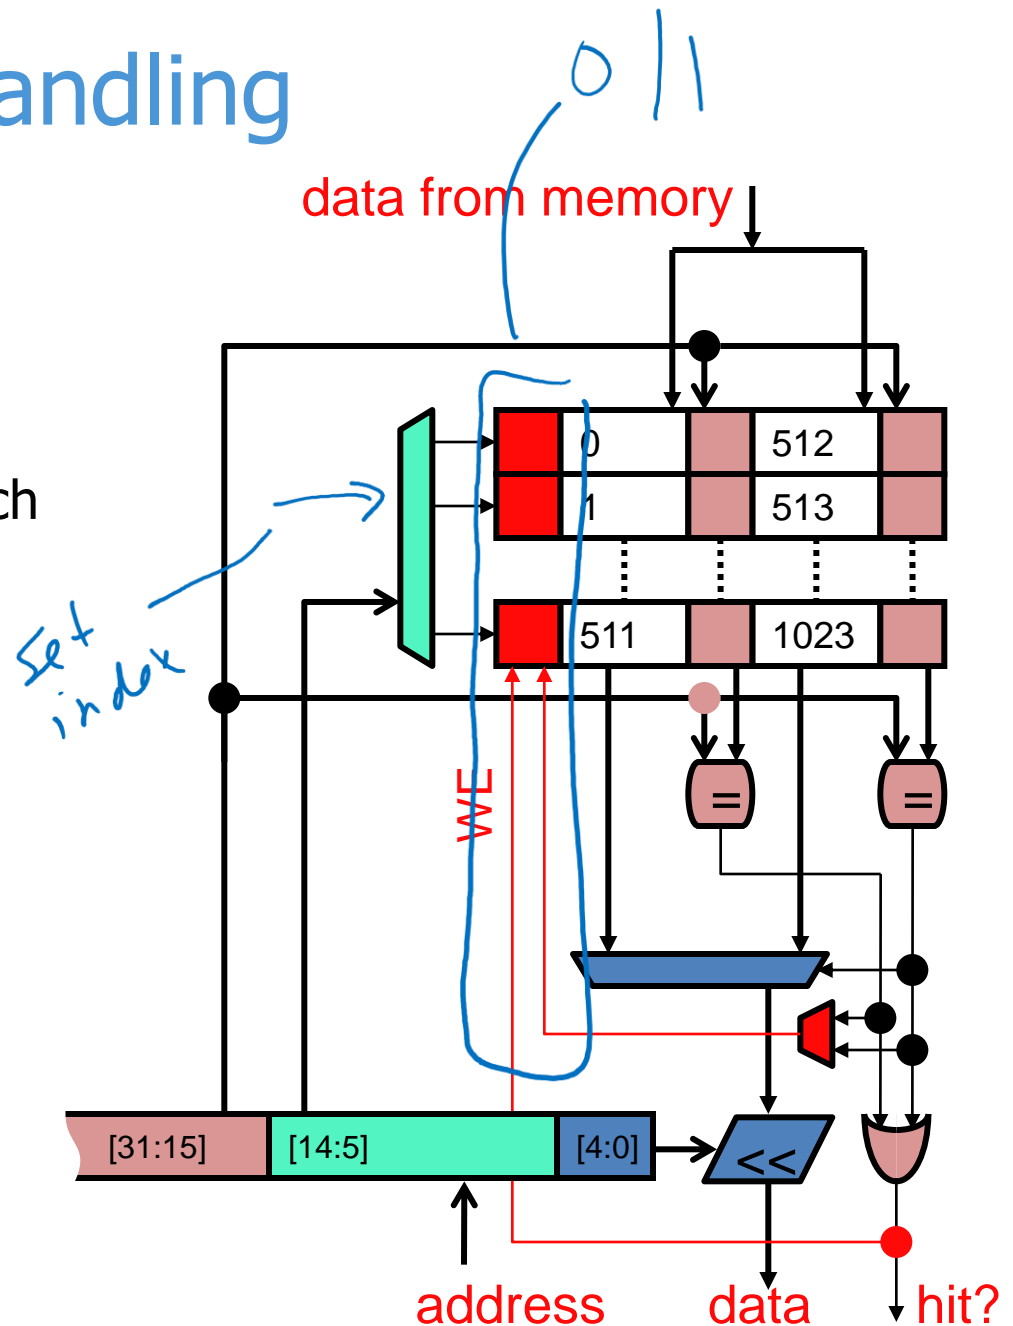 0 | 1
andling
data from memory
0 512
1 513
ch
511 1023
set
index
WE
=
=
[31:15] [14:5] [4:0]
<<
address data hit?